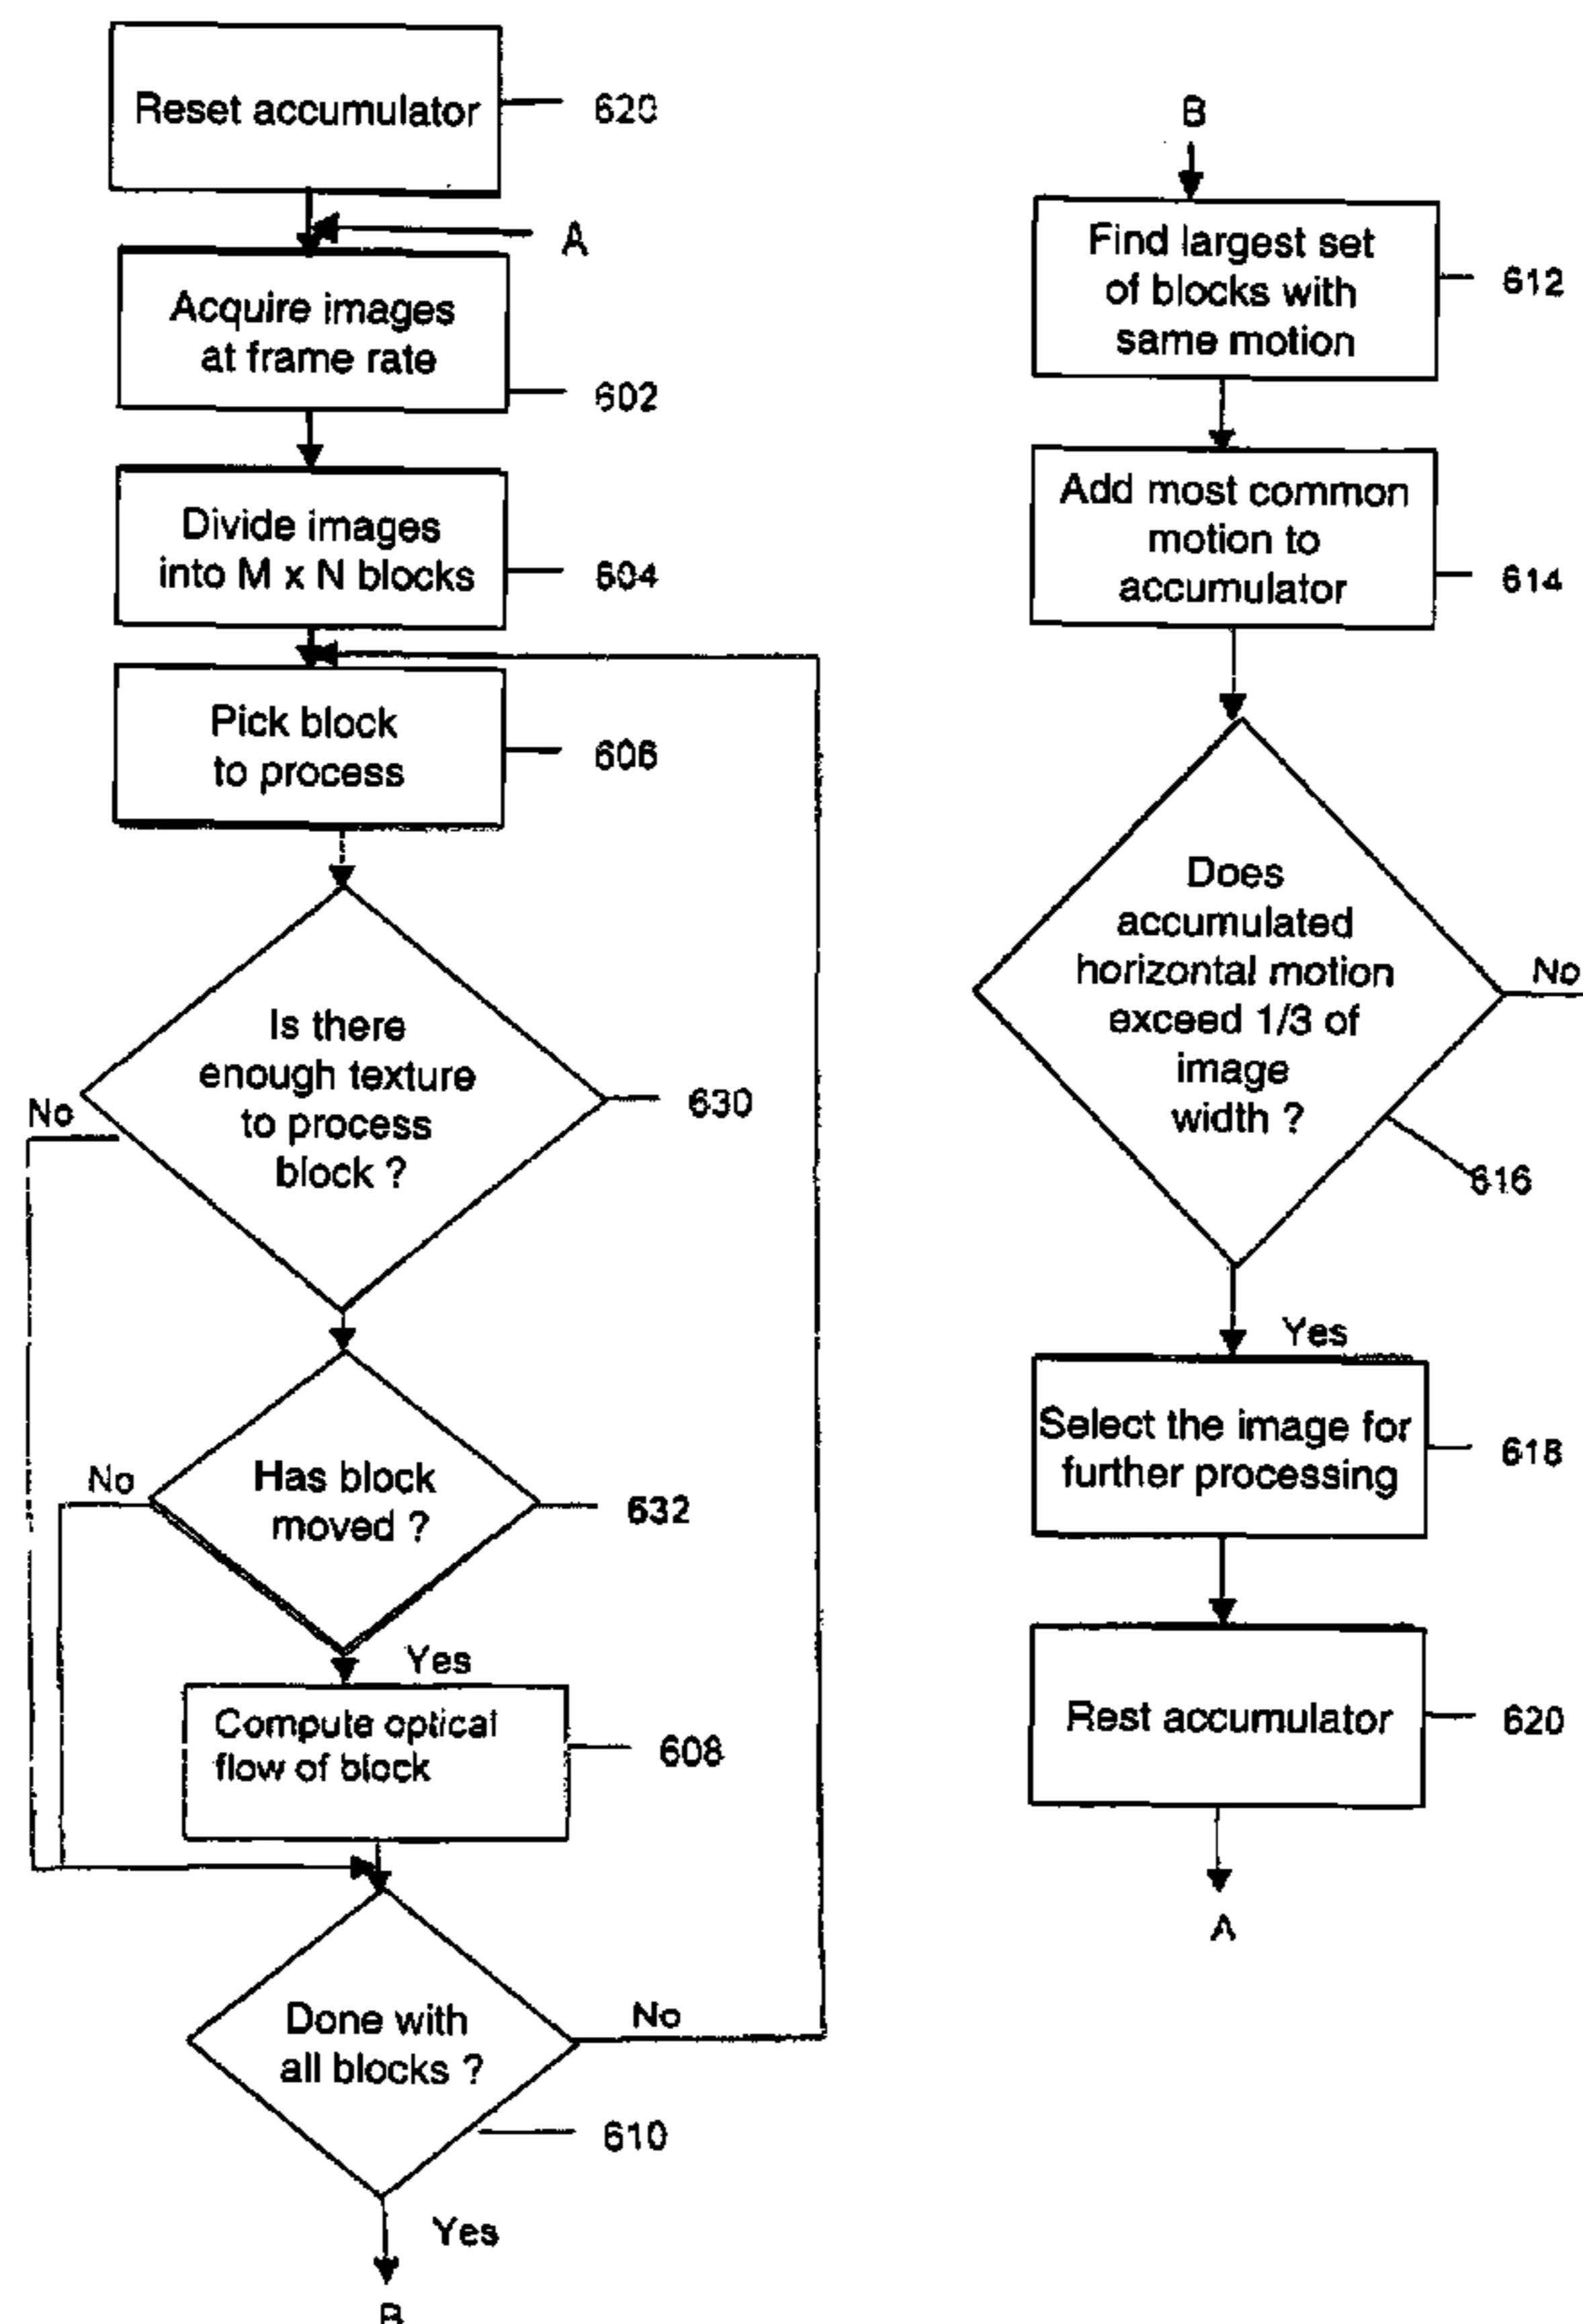 Reset accumulator
620
A
Acquire images
at frame rate
602
Divide images
into M x N blocks
604
Pick block
to process
606
Is there
enough texture
to process
block ?
630
No
Has block
moved ?
632
No
Yes
Compute optical
flow of block
608
Done with
all blocks ?
No
610
Yes
B
B
Find largest set
of blocks with
same motion
612
Add most common
motion to
accumulator
614
Does
accumulated
horizontal motion
exceed 1/3 of
image
width ?
No
616
Yes
Select the image for
further processing
618
Rest accumulator
620
A